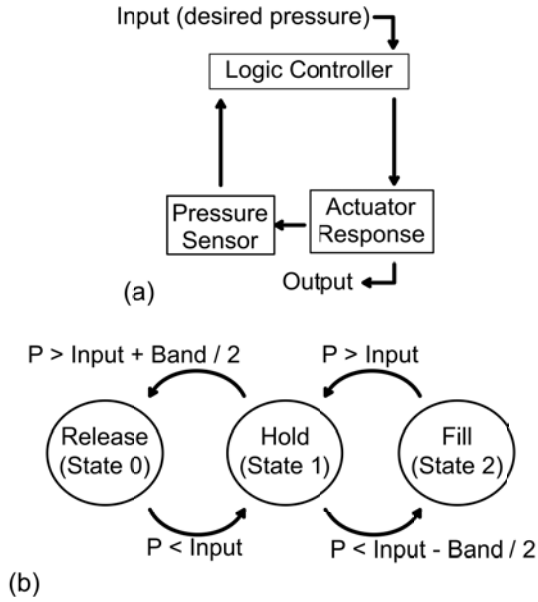 Input (desired pressure)
Logic Controller
Pressure
Sensor
Actuator
Response
Output
(a)
P > Input + Band / 2
P > Input
Release
(State 0)
Hold
(State 1)
Fill
(State 2)
P < Input
P < Input - Band / 2
(b)